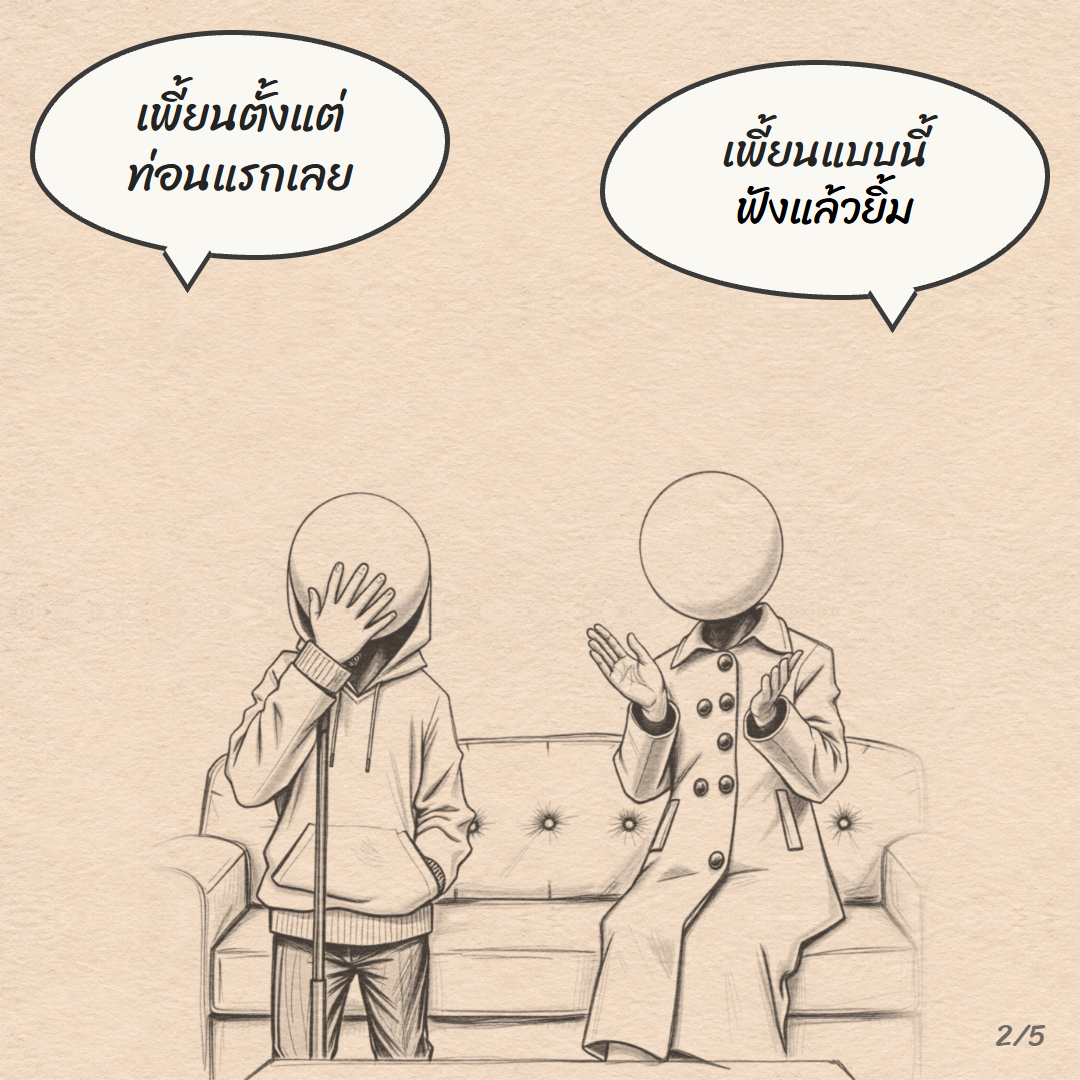 เพี้ยนตั้งแต่
ท่อนแรกเลย
เพี้ยนแบบนี้
ฟังแล้วยิ้ม
2/5